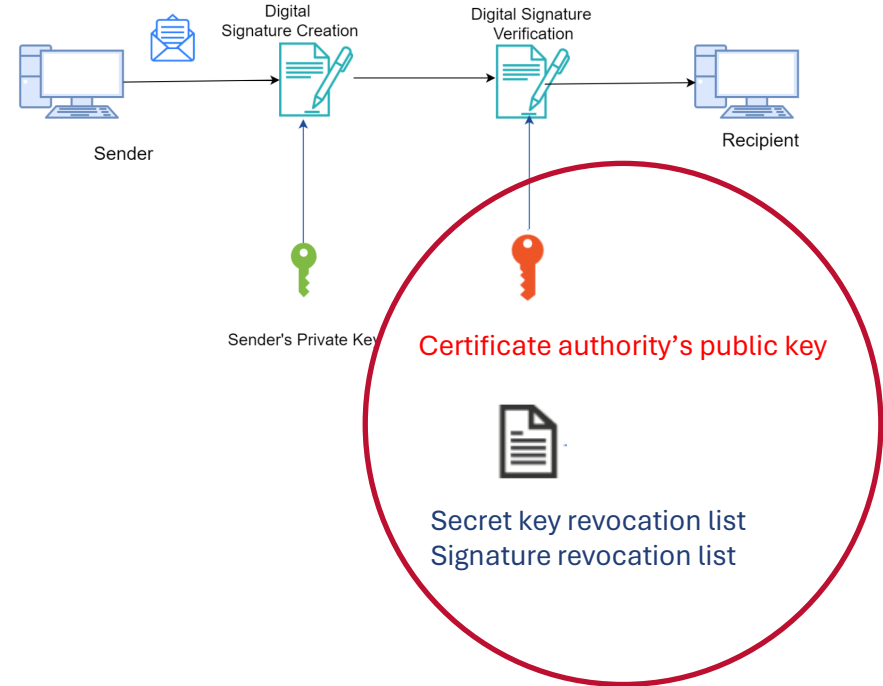 Digital
Signature Creation
Digital Signature
Verification
Sender
Recipient
Sender's Private Key
Certificate authority’s public key
Secret key revocation list
Signature revocation list